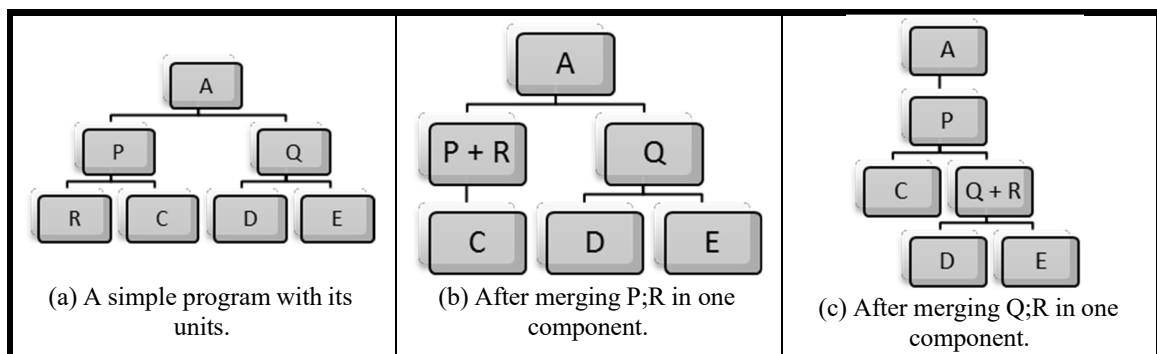 A
P Q
R C D E
(a) A simple program with its
units.
A
P + R Q
C D E
(b) After merging P;R in one
component.
A
P
C Q + R
D E
(c) After merging Q;R in one
component.